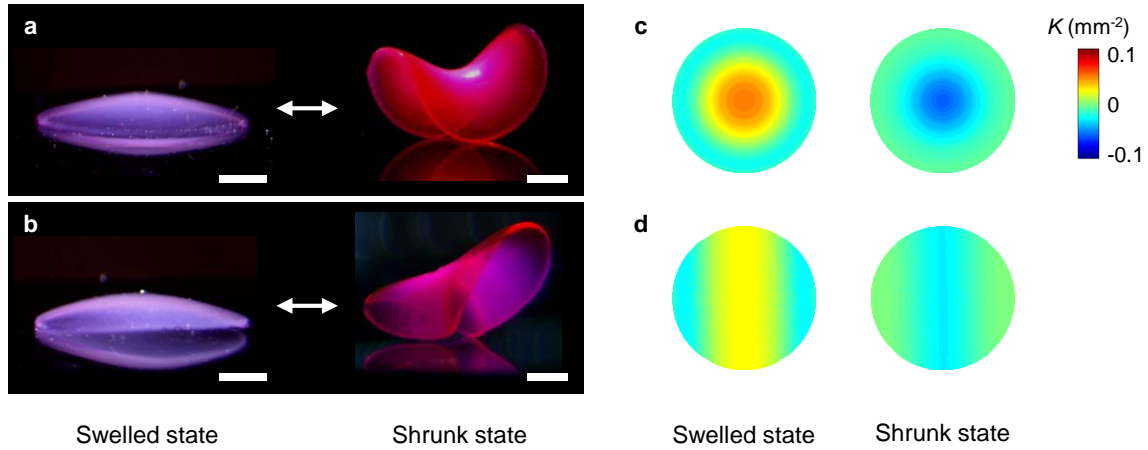 a
c
K (mm-2)
0.1
0
-0.1
b
d
Swelled state
Shrunk state
Swelled state
Shrunk state